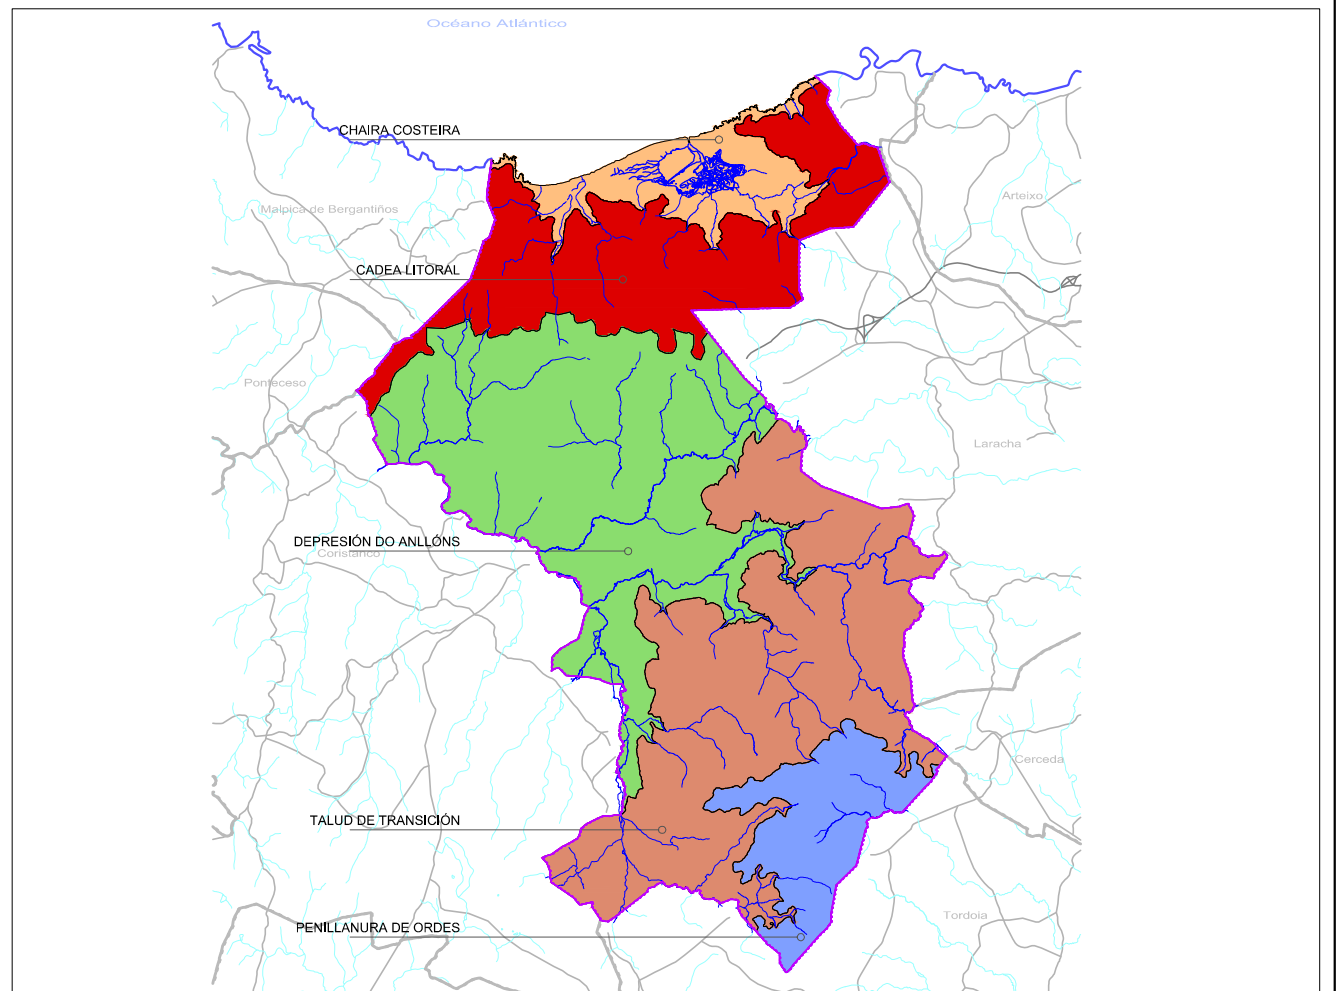 Océano Atlántico
CHAIRA COSTEIRA
Arteixo
Malpica de Bergantiños
CADEA LITORAL
Ponteceso
Laracha
DEPRESIÓN DO ANLLÓNS
Coristanco
Cerceda
TALUD DE TRANSICIÓN
Tordoia
PENILLANURA DE ORDES